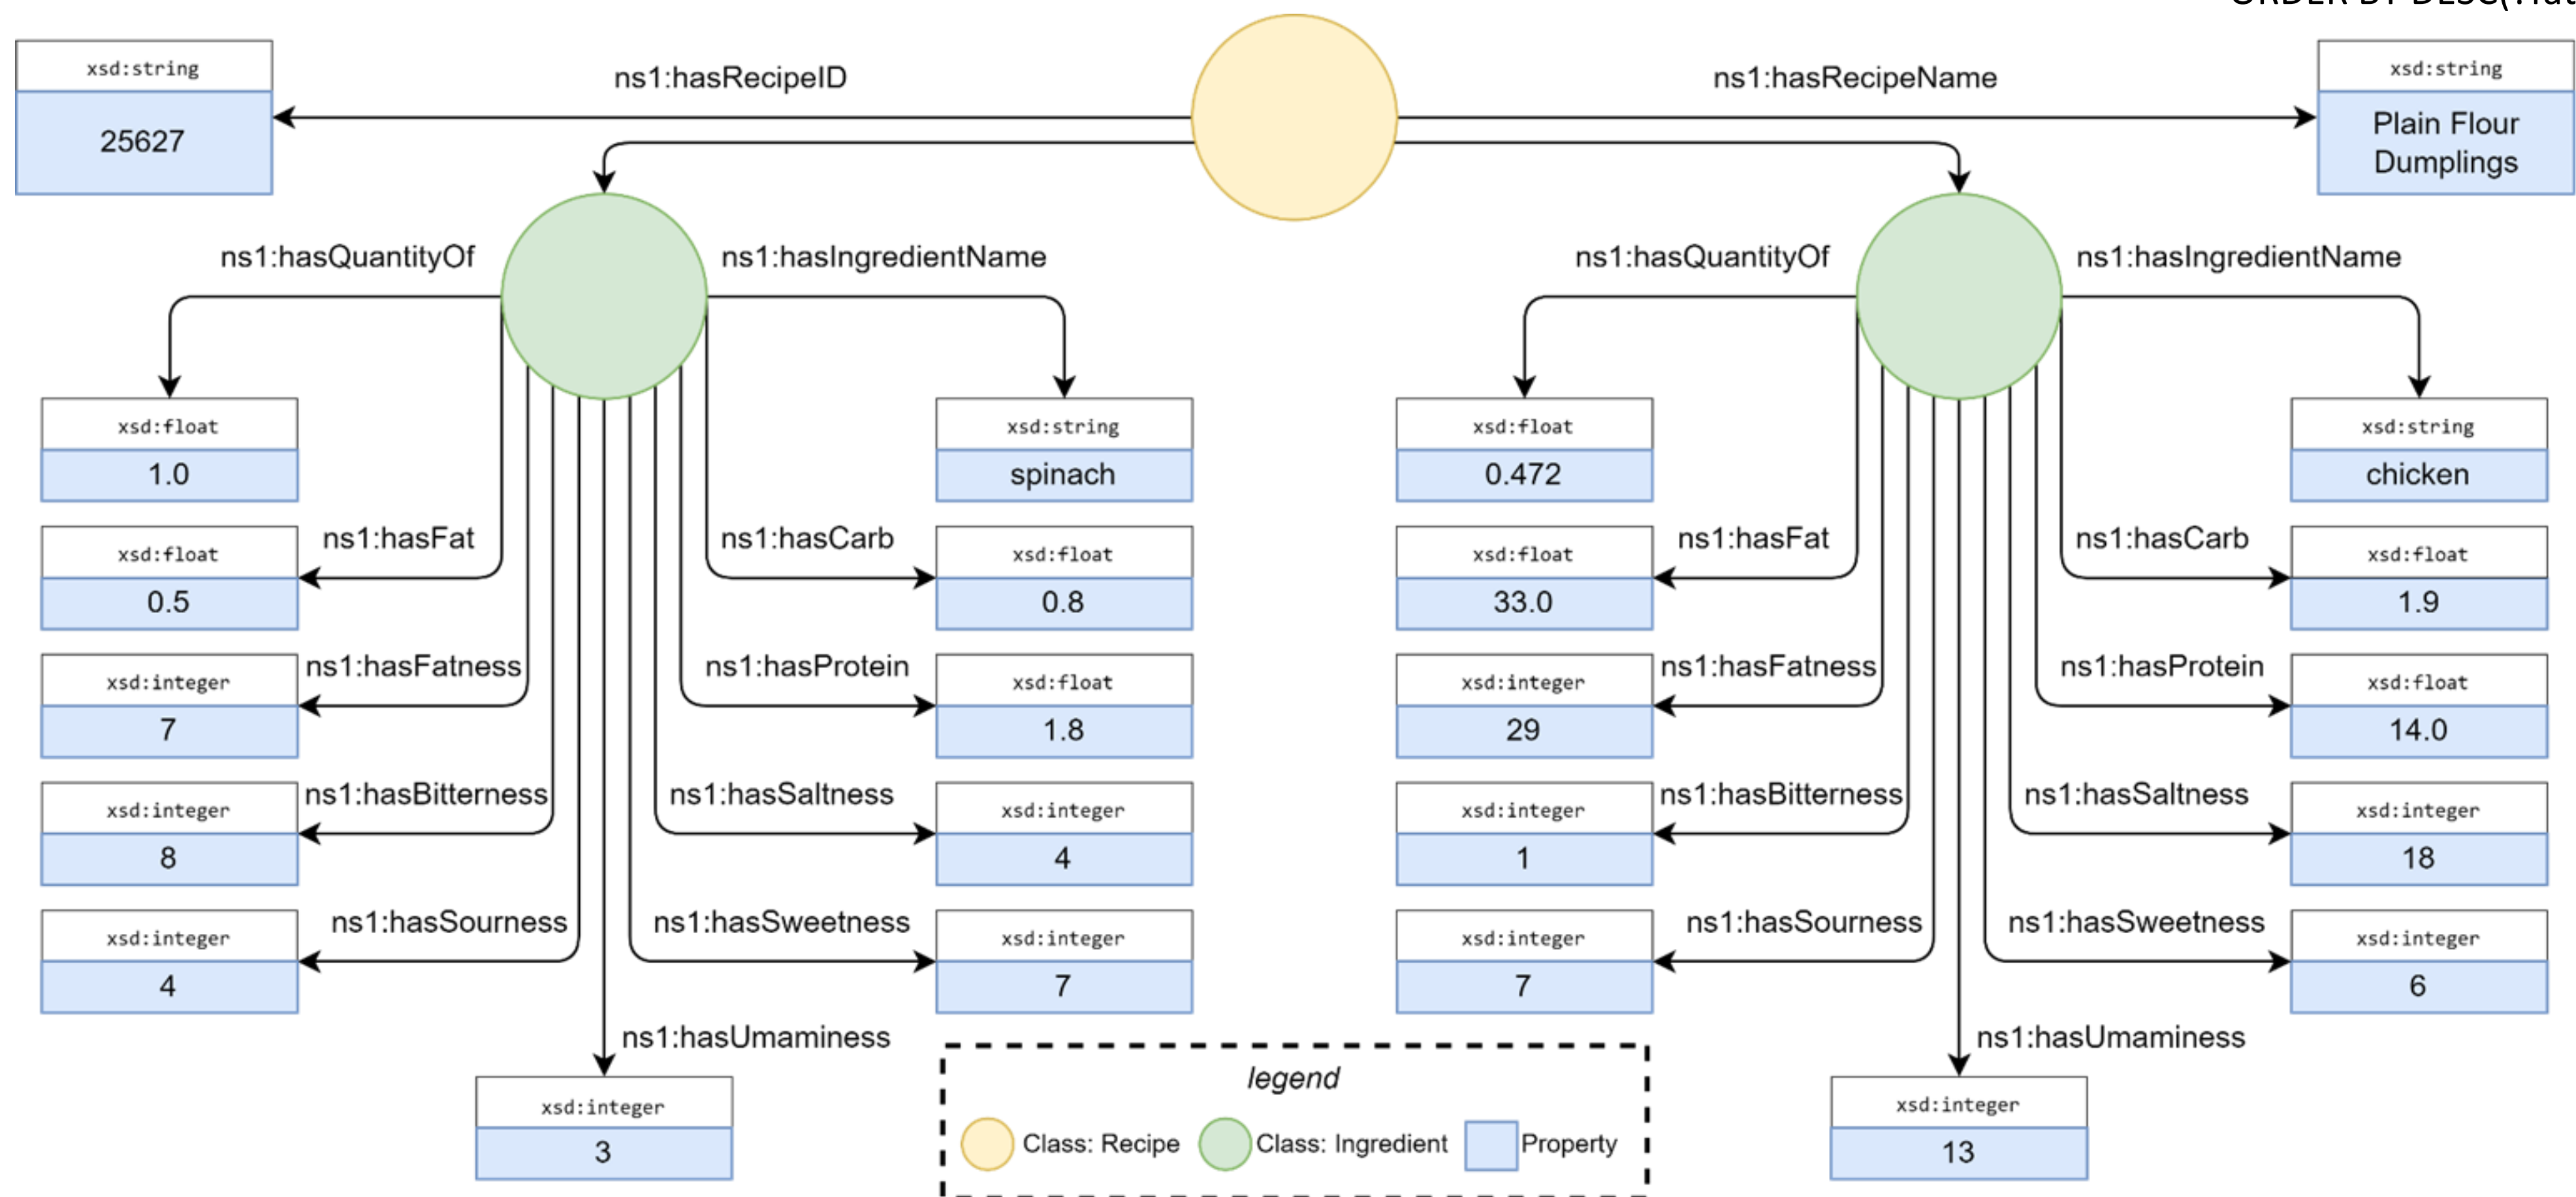 ORDER BY DESC(
xsd:string
25627
ns1:hasRecipeID
ns1:hasRecipeName
xsd:string
Plain Flour
Dumplings
ns1:hasQuantityOf
ns1:hasIngredientName
xsd:float
1.0
xsd:string
spinach
ns1:hasFat
xsd:float
0.5
ns1:hasCarb
xsd:float
0.8
ns1:hasFatness
xsd:integer
7
ns1:hasProtein
xsd:float
1.8
ns1:hasBitterness
xsd:integer
8
ns1:hasSaltness
xsd:integer
4
ns1:hasSourness
xsd:integer
4
ns1:hasSweetness
xsd:integer
7
ns1:hasUmaminess
xsd:integer
3
ns1:hasQuantityOf
ns1:hasIngredientName
xsd:float
0.472
xsd:string
chicken
ns1:hasFat
xsd:float
33.0
ns1:hasCarb
xsd:float
1.9
ns1:hasFatness
xsd:integer
29
ns1:hasProtein
xsd:float
14.0
ns1:hasBitterness
xsd:integer
1
ns1:hasSaltness
xsd:integer
18
ns1:hasSourness
xsd:integer
7
ns1:hasSweetness
xsd:integer
6
ns1:hasUmaminess
xsd:integer
13
legend
Class: Recipe
Class: Ingredient
Property